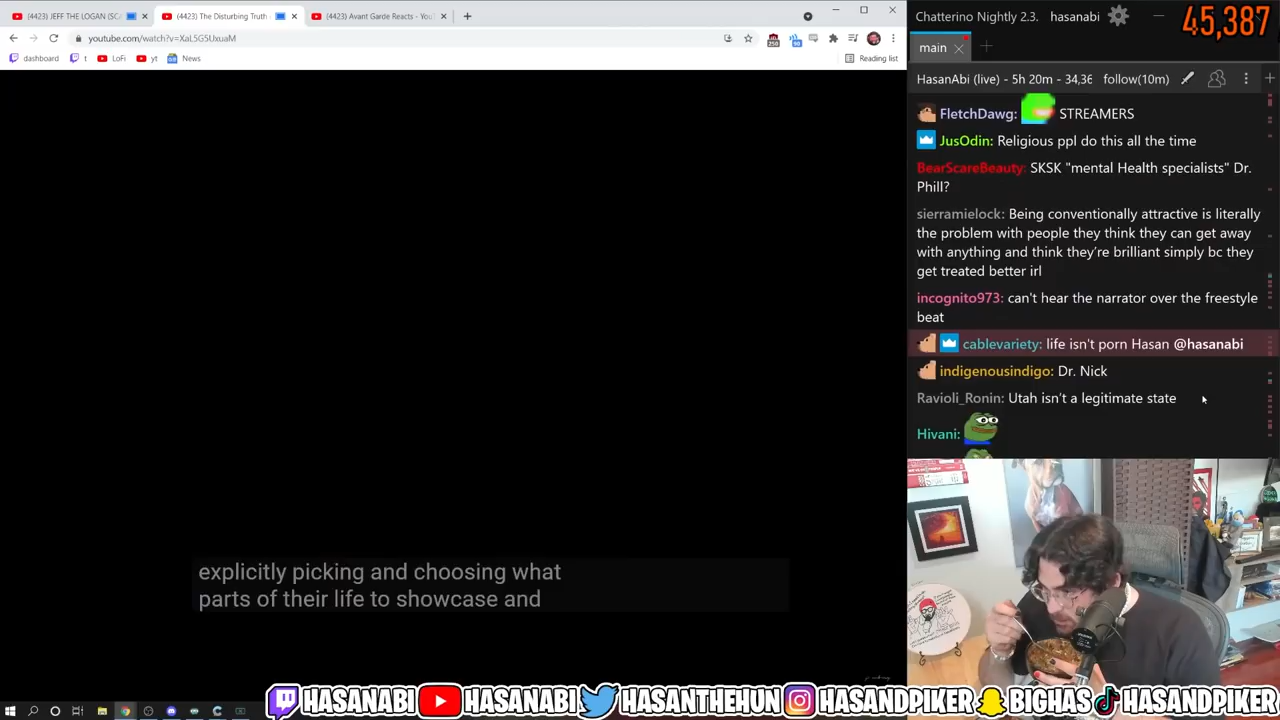 (4423) JEFF THE LOGAN (SC
(4423) The Disturbing Truth
(4423) Avant Garde Reacts - YouT
youtube.com/watch?v=XaL5G5UxuaM
dashboard
t
LoFi
yt
News
Reading list
explicitly picking and choosing what
parts of their life to showcase and
Chatterino Nightly 2.3.
hasanabi
45,387
main
HasanAbi (live) - 5h 20m - 34,36
follow(10m)
FletchDawg: STREAMERS
JusOdin: Religious ppl do this all the time
BearScareBeauty: SKSK "mental Health specialists" Dr.
Phill?
sierramielock: Being conventionally attractive is literally
the problem with people they think they can get away
with anything and think they're brilliant simply bc they
get treated better irl
incognito973: can't hear the narrator over the freestyle
beat
cablevariety: life isn't porn Hasan @hasanabi
indigenousindigo: Dr. Nick
Ravioli_Ronin: Utah isn't a legitimate state
Hivani:
HASANABI HASANABI HASANTHEHUN HASANDPIKER BIGHAS HASANDPIKER